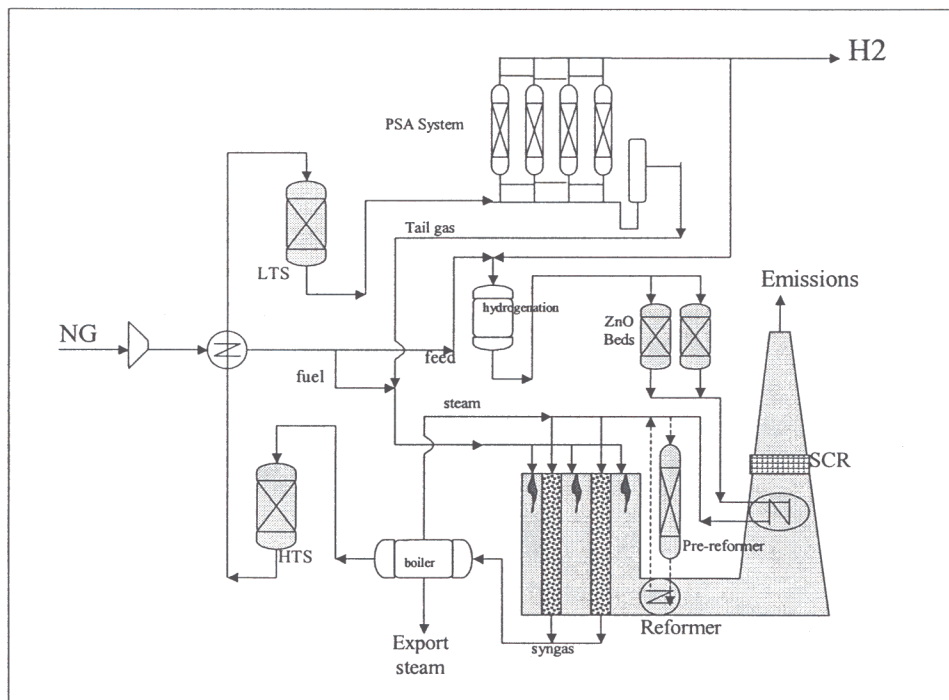 H2
PSA System
Tail gas
LTS
hydrogenation
Emissions
ZnO
Beds
NG
feed
fuel
steam
SCR
HTS
boiler
Pre-reformer
Reformer
Export
steam
syngas